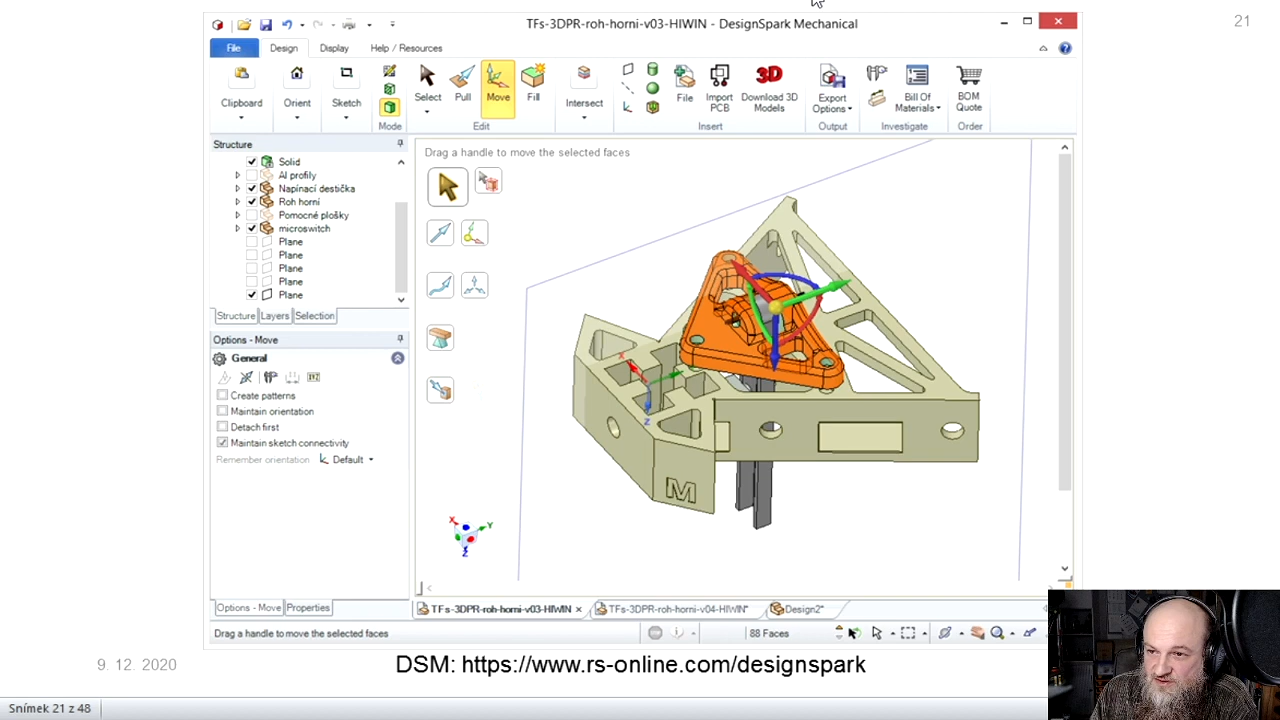 21
TFs-3DPR-roh-horni-v03-HIWIN - DesignSpark Mechanical
File Design Display Help / Resources
Clipboard Orient Sketch Mode Select Pull Move Fill Edit Intersect File Import PCB Download 3D Models Insert Export Options Output Bill Of Materials Investigate BOM Quote Order
3D
Structure
Solid
Al profily
Napínací destička
Roh horní
Pomocné plošky
microswitch
Plane
Plane
Plane
Plane
Plane
Structure Layers Selection
Options - Move
General
Create patterns
Maintain orientation
Detach first
Maintain sketch connectivity
Remember orientation Default
Options - Move Properties
Drag a handle to move the selected faces
X
Z
M
X Y
Z
TFs-3DPR-roh-horni-v03-HIWIN TFs-3DPR-roh-horni-v04-HIWIN* Design2*
Drag a handle to move the selected faces 88 Faces
9. 12. 2020
DSM: https://www.rs-online.com/designspark
Snímek 21 z 48